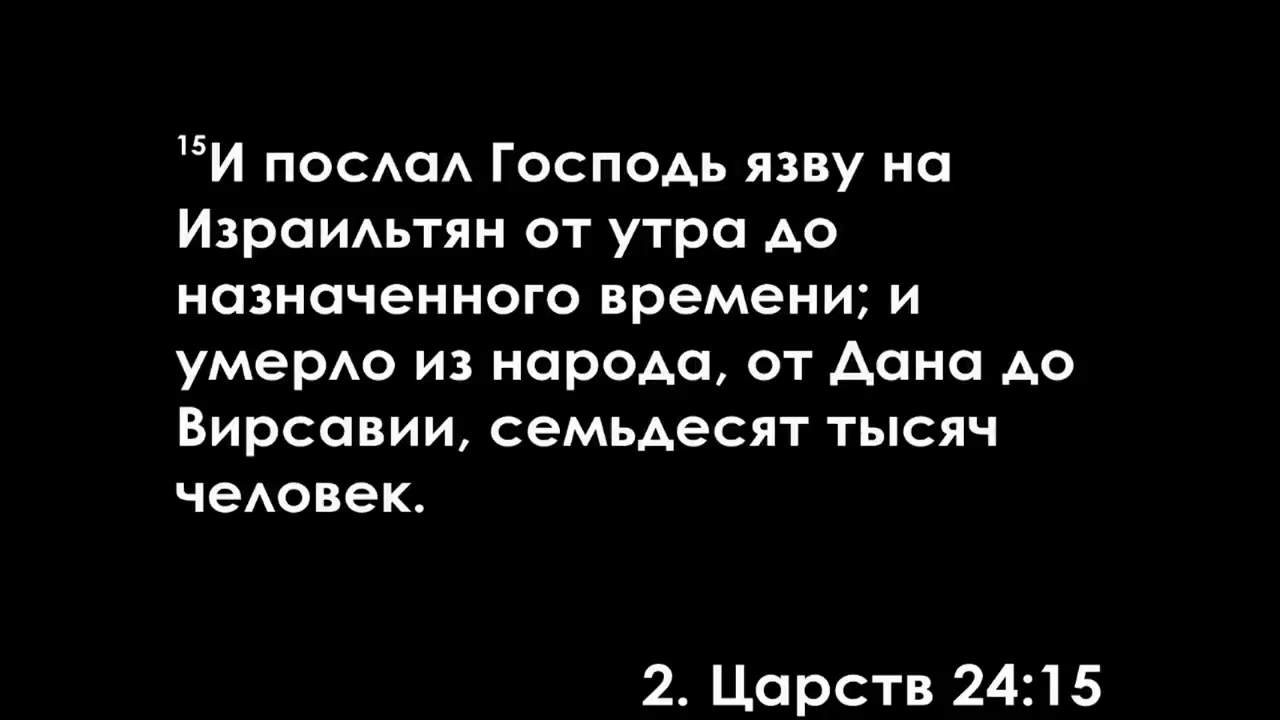 15И послал Господь язву на
Израильтян от утра до
назначенного времени; и
умерло из народа, от Дана до
Вирсавии, семьдесят тысяч
человек.
2. Царств 24:15